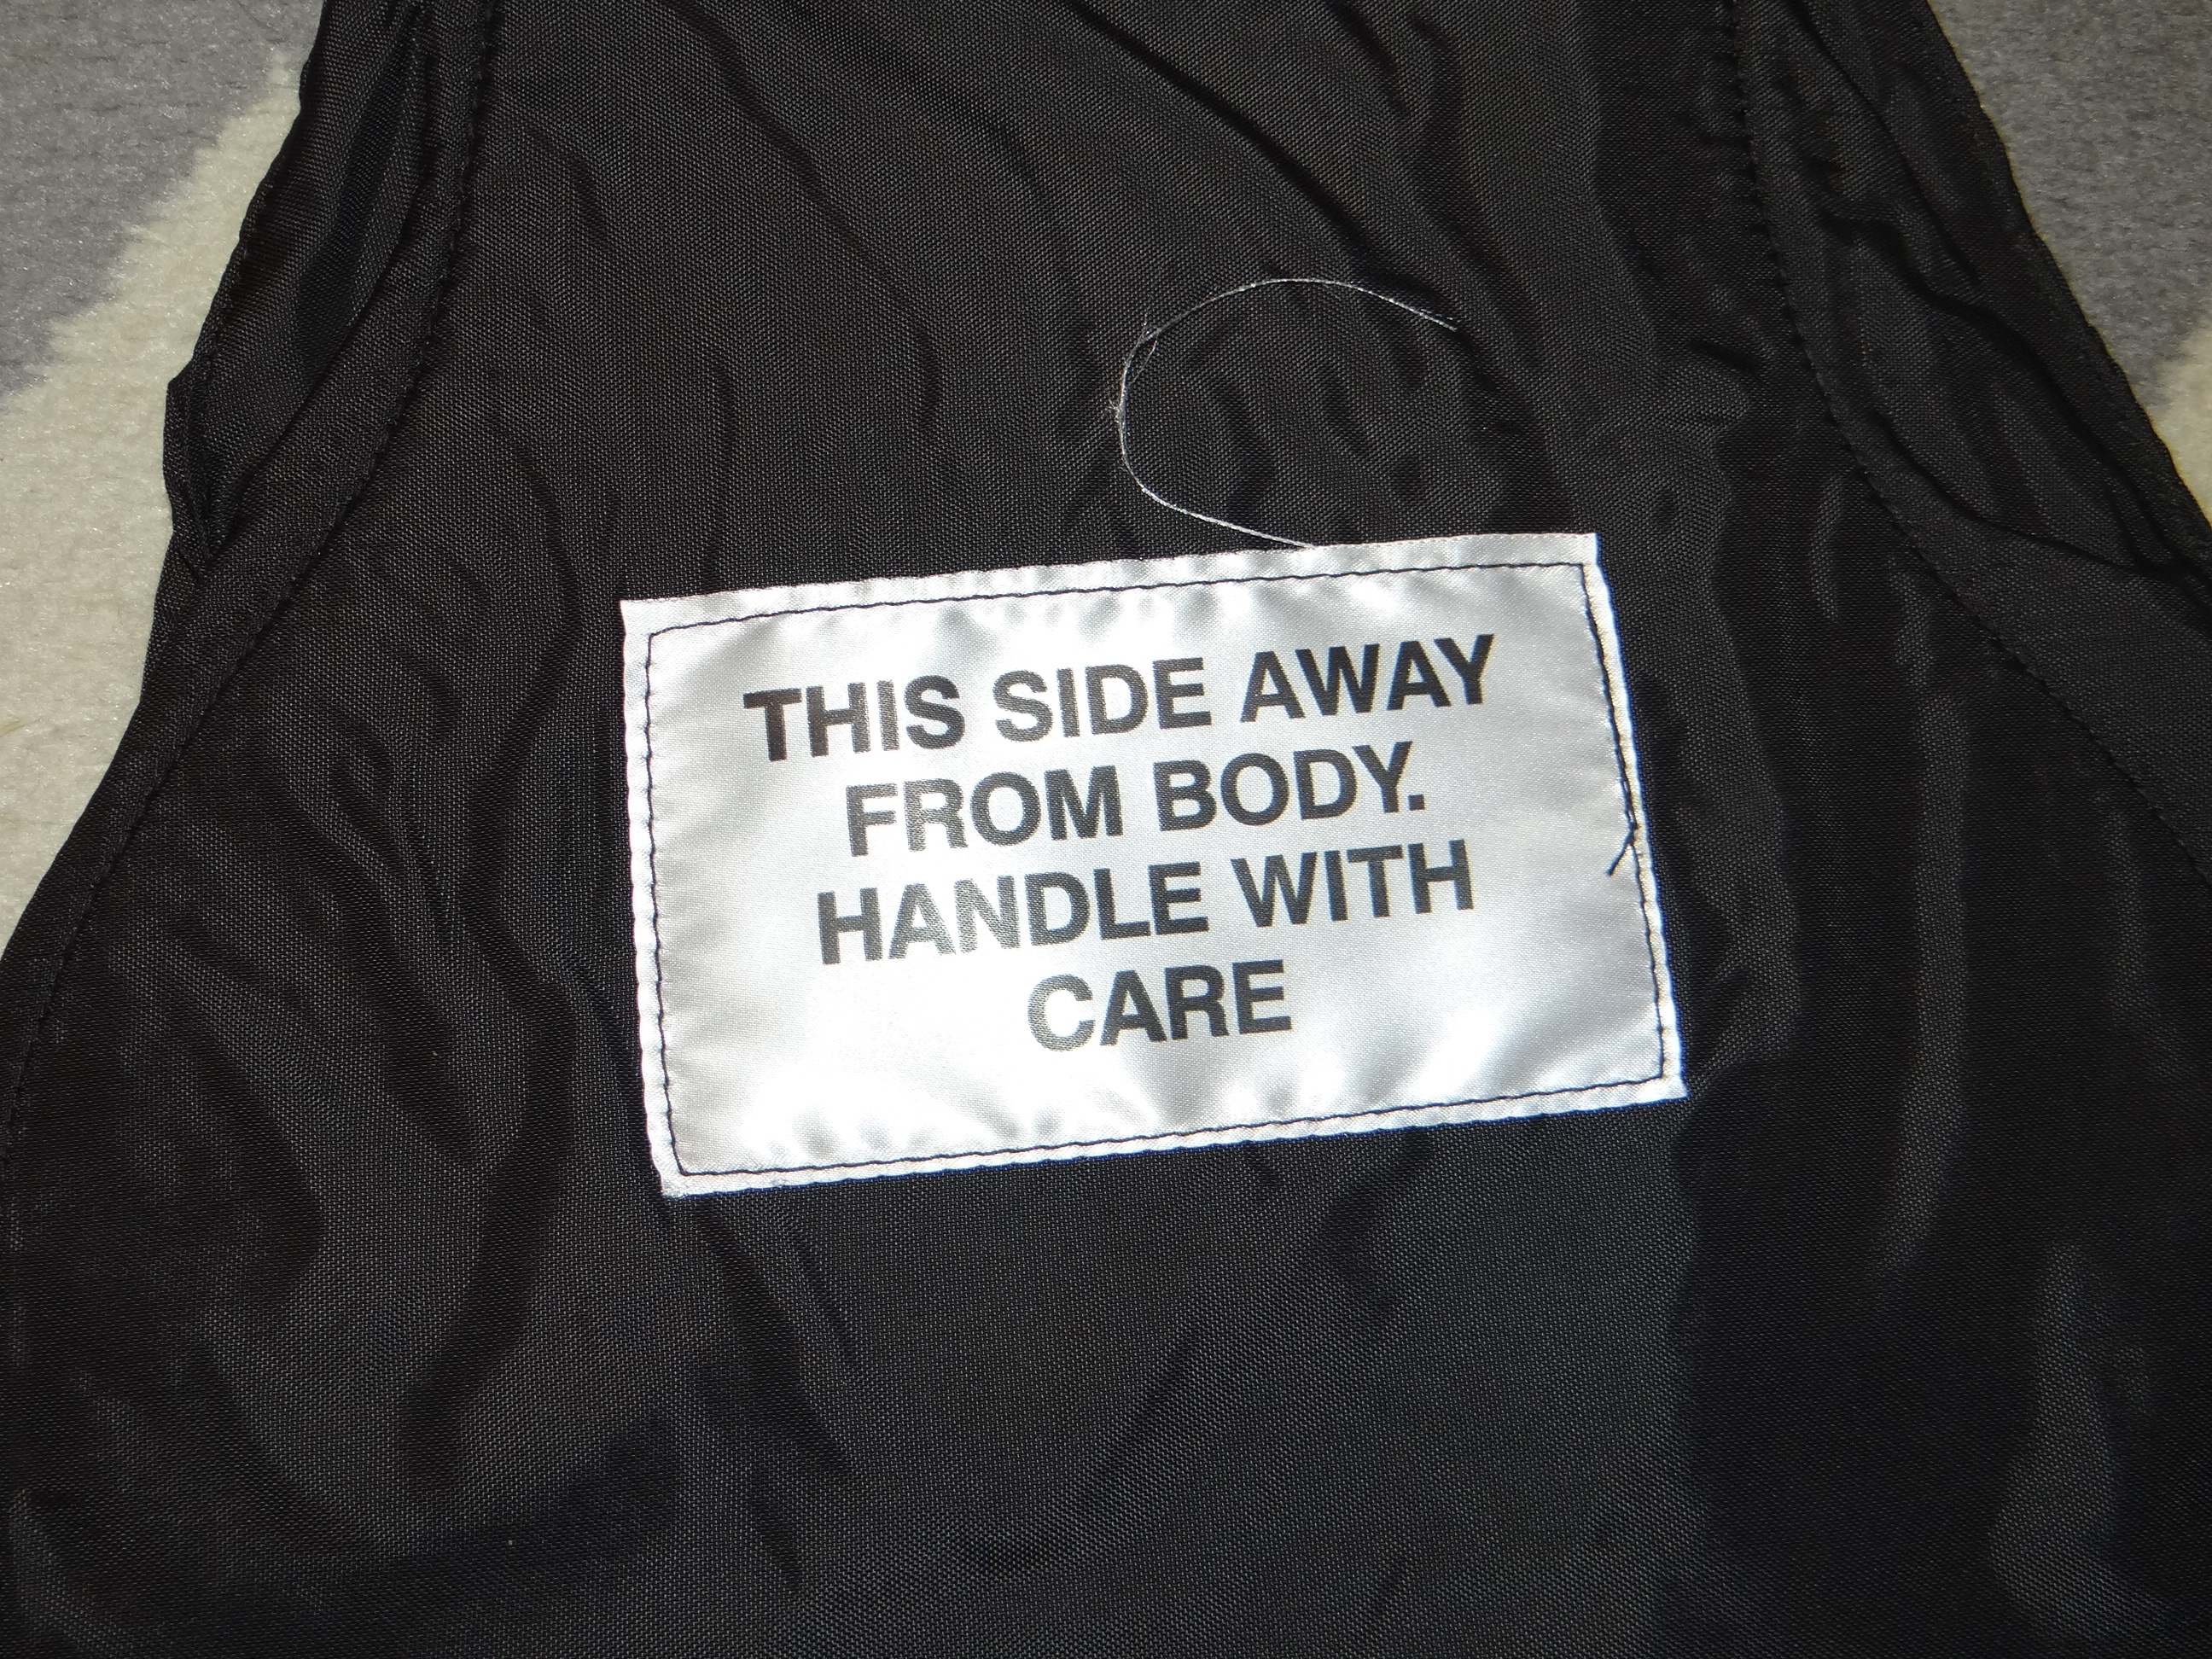 THIS SIDE AWAY
FROM BODY.
HANDLE WITH
CARE